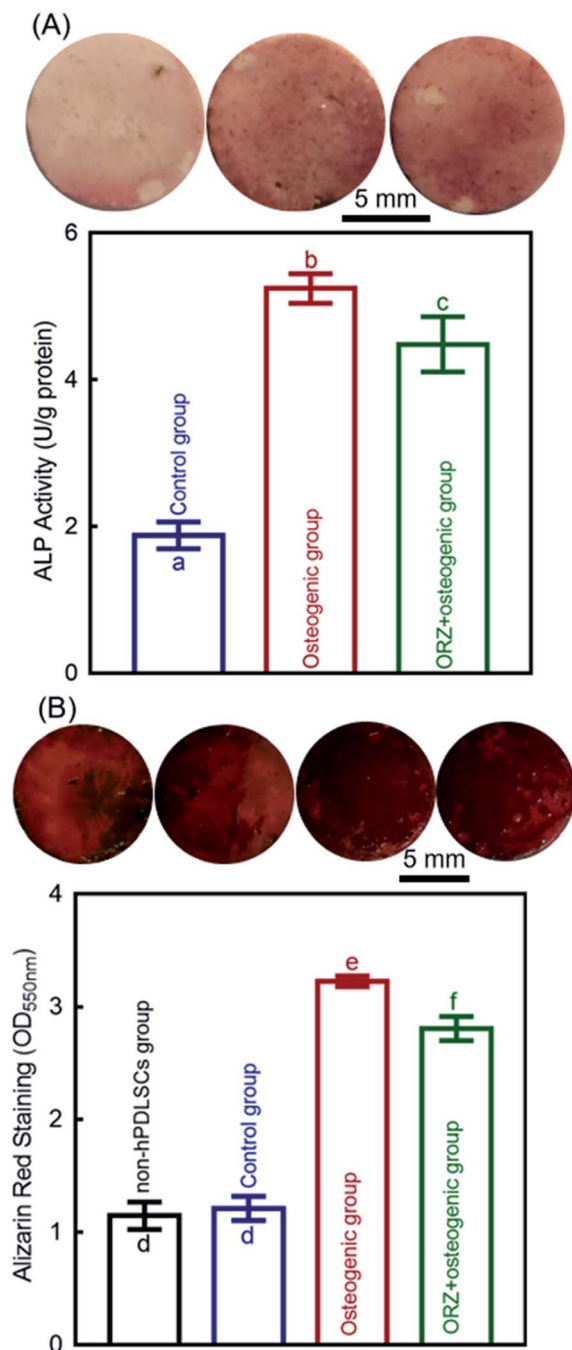 (A)
5 mm
6
4
2
0
ALP Activity (U/g protein)
a
Control group
b
Osteogenic group
c
ORZ+osteogenic group
(B)
5 mm
4
3
2
1
0
Alizarin Red Staining (OD550nm)
d
non-hPDLSCs group
d
Control group
e
Osteogenic group
f
ORZ+osteogenic group